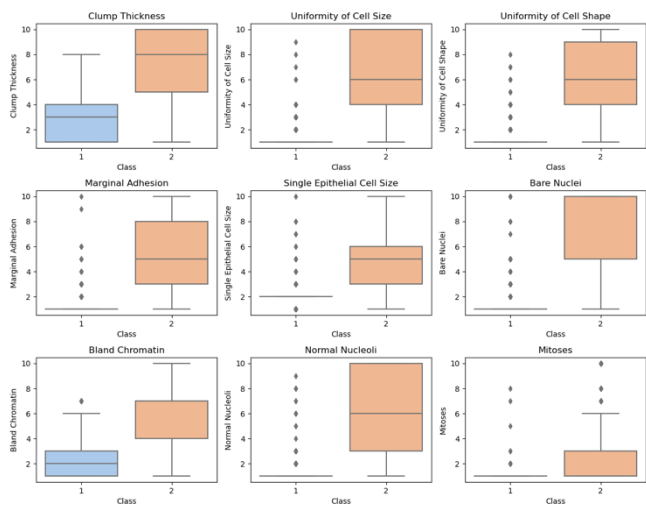 Clump Thickness
Uniformity of Cell Size
Uniformity of Cell Shape
Clump Thickness
10
8
6
4
2
1
2
Class
Uniformity of Cell Size
10
8
6
4
2
1
2
Class
Uniformity of Cell Shape
10
8
6
4
2
1
2
Class
Marginal Adhesion
Single Epithelial Cell Size
Bare Nuclei
Marginal Adhesion
10
8
6
4
2
1
2
Class
Single Epithelial Cell Size
10
8
6
4
2
1
2
Class
Bare Nuclei
10
8
6
4
2
1
2
Class
Bland Chromatin
Normal Nucleoli
Mitoses
Bland Chromatin
10
8
6
4
2
1
2
Class
Normal Nucleoli
10
8
6
4
2
1
2
Class
Mitoses
10
8
6
4
2
1
2
Class